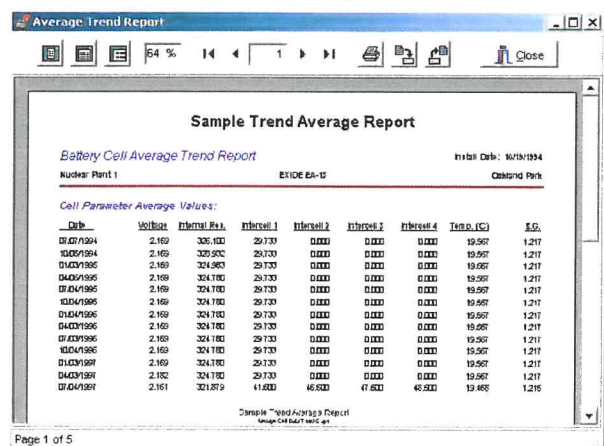 Average Trend Report
64 %
1
Close
Sample Trend Average Report
Battery Cell Average Trend Report
Install Date: 10/19/1994
Nuclear Plant 1 EXIDE EA-13 Oakland Park
Cell Parameter Average Values:
Date Voltage Internal Res. Intercell 1 Intercell 2 Intercell 3 Intercell 4 Temp. (C) S.G.
07/07/1994 2.169 326.100 29.733 0.000 0.000 0.000 19.567 1.217
10/05/1994 2.169 29.733 0.000 0.000 0.000 19.567 1.217
01/03/1995 2.169 324.983 29.733 0.000 0.000 0.000 19.567 1.217
04/05/1995 2.169 324.780 29.733 0.000 0.000 0.000 19.567 1.217
07/04/1995 2.169 324.780 29.733 0.000 0.000 0.000 19.567 1.217
10/04/1995 2.169 324.780 29.733 0.000 0.000 0.000 19.567 1.217
01/04/1996 2.169 324.780 29.733 0.000 0.000 0.000 19.567 1.217
04/03/1996 2.169 324.780 29.733 0.000 0.000 0.000 19.567 1.217
07/03/1996 2.169 324.780 29.733 0.000 0.000 0.000 19.567 1.217
10/04/1996 2.169 324.780 29.733 0.000 0.000 0.000 19.567 1.217
01/03/1997 2.169 324.780 29.733 0.000 0.000 0.000 19.567 1.217
04/03/1997 2.182 324.780 29.733 0.000 0.000 0.000 19.567 1.217
07/04/1997 2.161 321.879 41.600 46.600 47.600 48.500 19.468 1.216
Sample Trend Average Report
Page 1 of 5